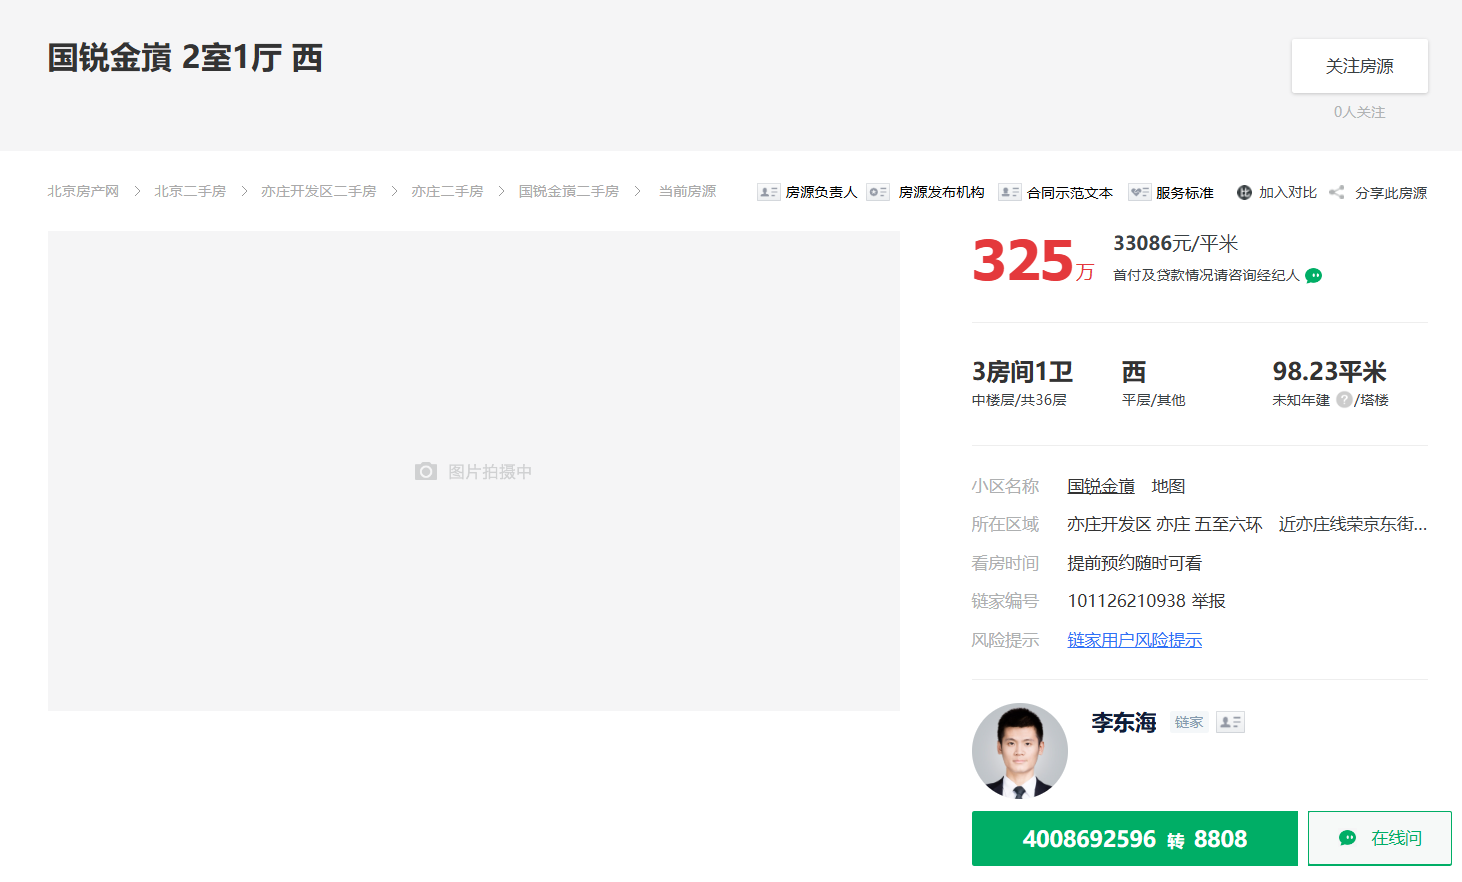 国锐金嵿 2室1厅 西
关注房源
0人关注
北京房产网 > 北京二手房 > 亦庄开发区二手房 > 亦庄二手房 > 国锐金嵿二手房 > 当前房源
房源负责人 房源发布机构 合同示范文本 服务标准 加入对比 分享此房源
图片拍摄中
325万
33086元/平米
首付及贷款情况请咨询经纪人
3房间1卫 西 98.23平米
中楼层/共36层 平层/其他 未知年建 ?/塔楼
小区名称 国锐金嵿 地图
所在区域 亦庄开发区 亦庄 五至六环 近亦庄线荣京东街...
看房时间 提前预约随时可看
链家编号 101126210938 举报
风险提示 链家用户风险提示
李东海 链家
4008692596 转 8808
在线问